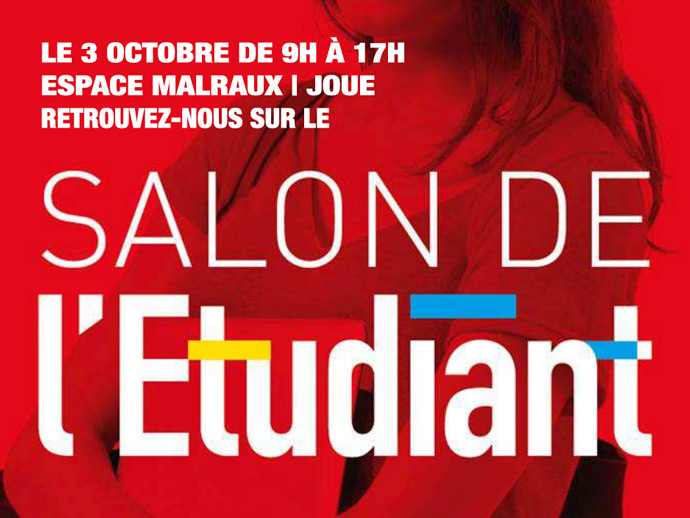 LE 3 OCTOBRE DE 9H À 17H
ESPACE MALRAUX | JOUE
RETROUVEZ-NOUS SUR LE
SALON DE
l'Etudiant